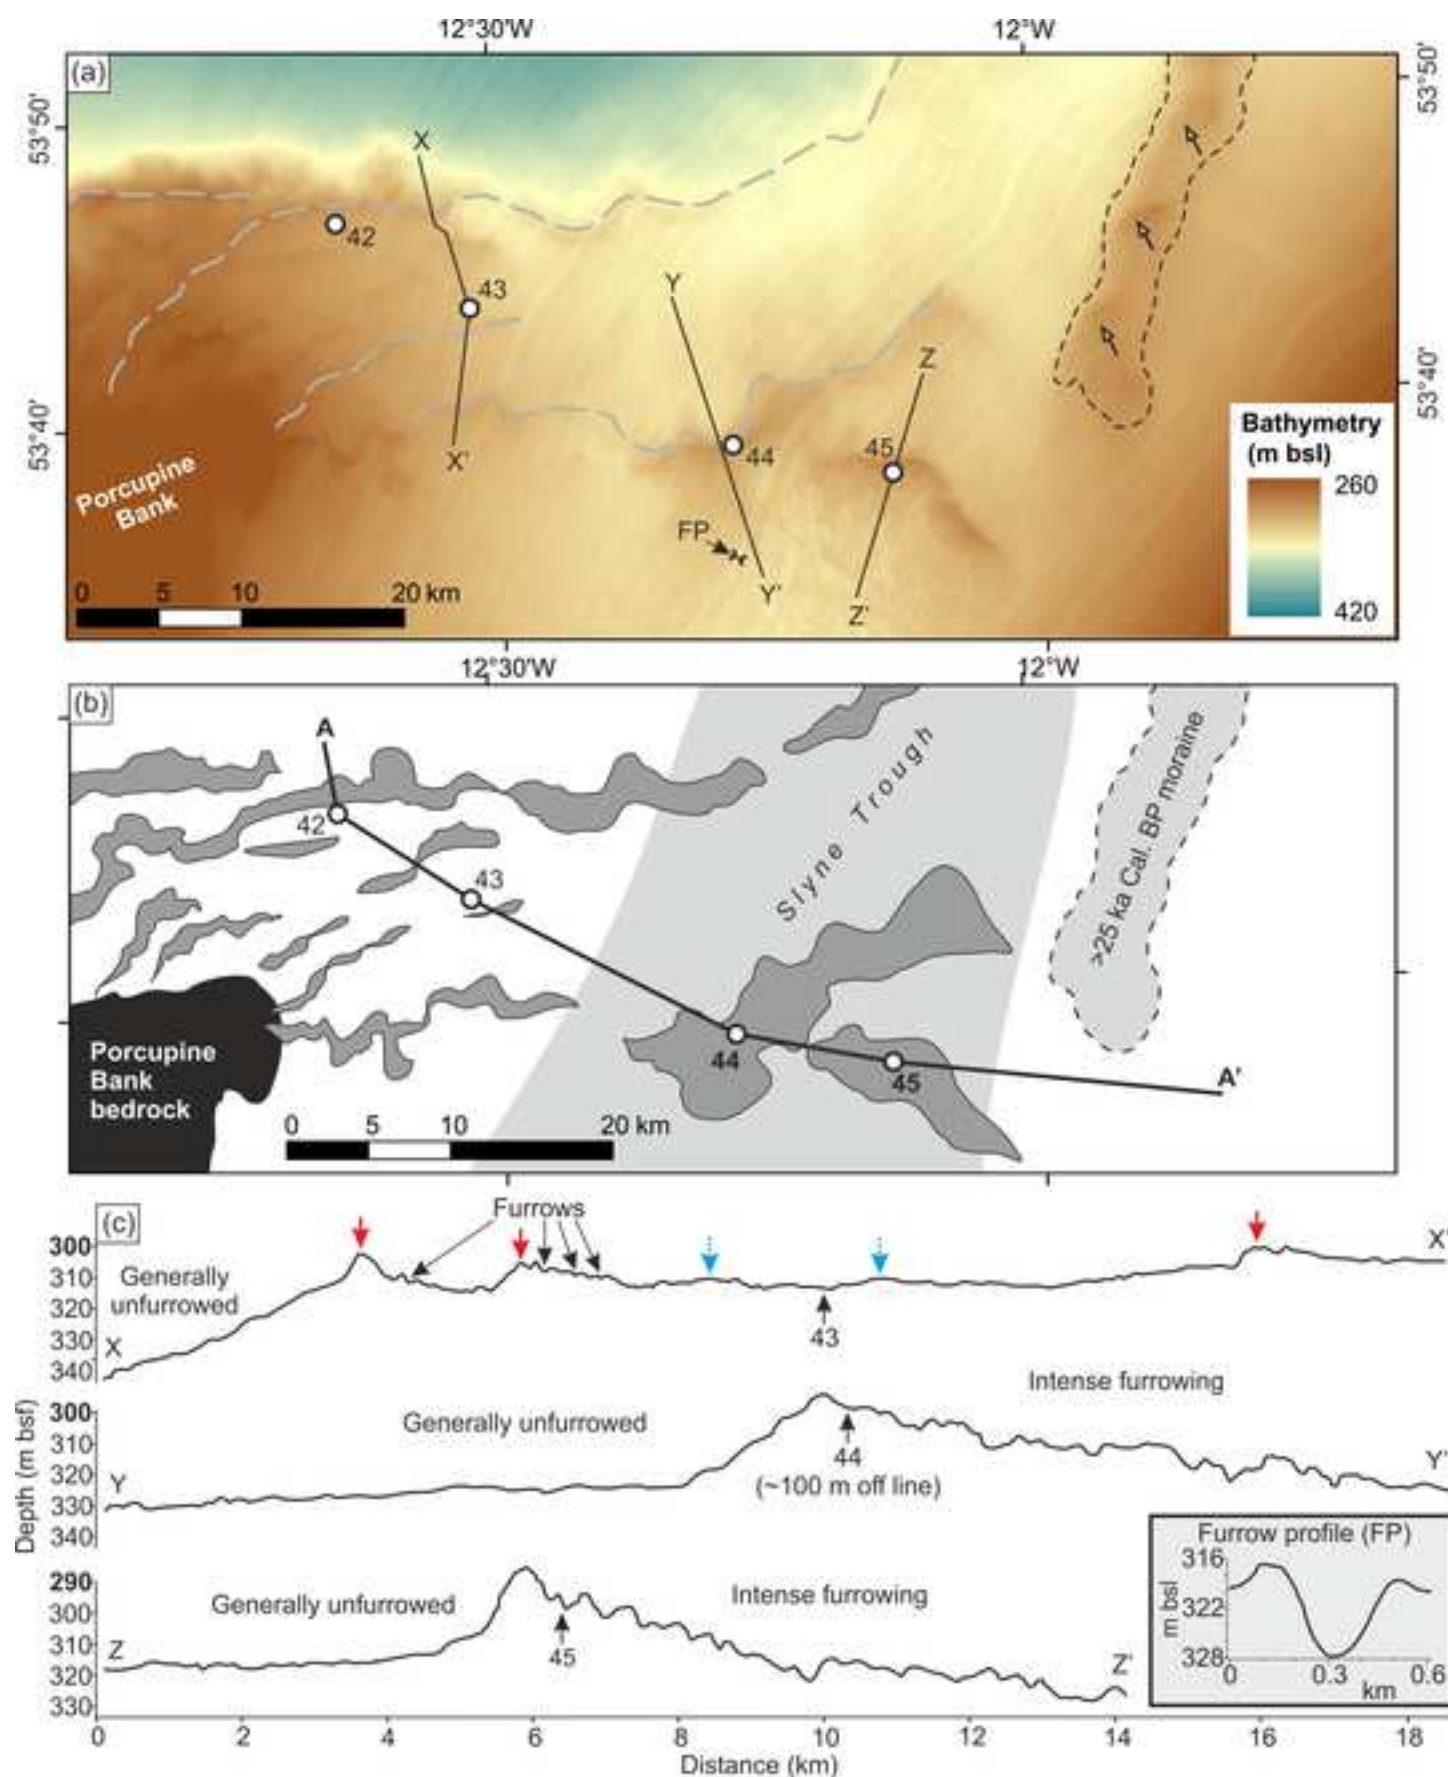 12°30'W 12°W
(a)
53°50'
53°50'
X
42
43
Y
Z
53°40'
53°40'
X'
44
45
Porcupine
Bank
FP
Y'
Z'
0 5 10 20 km
Bathymetry
(m bsl)
260
420
12°30'W 12°W
(b)
A
42
43
Slyne Trough
>25 ka Cal. BP moraine
44
45
A'
Porcupine
Bank
bedrock
0 5 10 20 km
(c)
Furrows
300
310
320
330
340
Generally
unfurrowed
X
X'
43
Depth (m bsf)
300
310
320
330
340
Generally unfurrowed
Intense furrowing
Y
44
(~100 m off line)
Y'
290
300
310
320
330
Generally unfurrowed
Intense furrowing
Z
45
Z'
Furrow profile (FP)
316
322
328
m bsl
0 0.3 0.6
km
0 2 4 6 8 10 12 14 16 18
Distance (km)